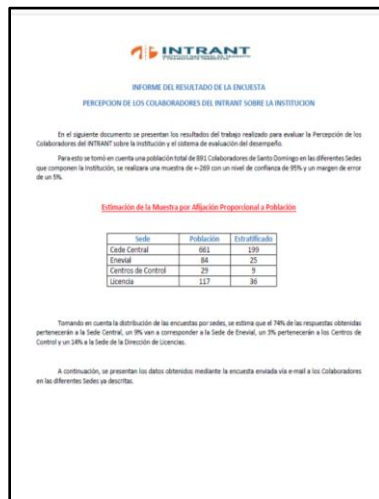 INTRANT
INFORME DEL RESULTADO DE LA ENCUESTA
PERCEPCION DE LOS COLABORADORES DEL INTRANT SOBRE LA INSTITUCION
En el siguiente documento se presentan los resultados del trabajo realizado para evaluar la Percepción de los
Colaboradores del INTRANT sobre la Institución y el sistema de evaluación del desempeño.
Para esto se tomó en cuenta una población total de 891 Colaboradores de Santo Domingo en las diferentes Sedes
que componen la Institución, se realizara una muestra de +-269 con un nivel de confianza de 95% y un margen de error
de un 5%.
Estimación de la Muestra por Afijación Proporcional a Población
Sede Población Estratificado
Cede Central 661 199
Enevial 84 25
Centros de Control 29 9
Licencia 117 36
Tomando en cuenta la distribución de las encuestas por sedes, se estima que el 74% de las respuestas obtenidas
pertenecerán a la Sede Central, un 9% van a corresponder a la Sede de Enevial, un 3% pertenecerán a los Centros de
Control y un 14% a la Sede de la Dirección de Licencias.
A continuación, se presentan los datos obtenidos mediante la encuesta enviada vía e-mail a los Colaboradores
en las diferentes Sedes ya descritas.